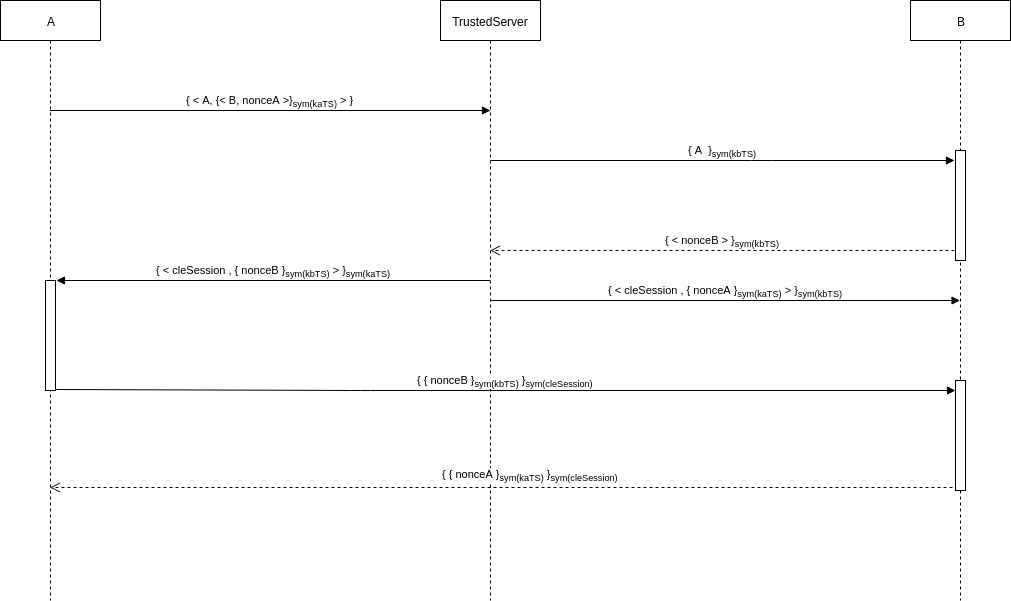 A
TrustedServer
B
{ < A, {< B, nonceA >}sym(kaTS) > }
{ A }sym(kbTS)
{ < nonceB > }sym(kbTS)
{ < cleSession , { nonceB }sym(kbTS) > }sym(kaTS)
{ < cleSession , { nonceA }sym(kaTS) > }sym(kbTS)
{ { nonceB }sym(kbTS) }sym(cleSession)
{ { nonceA }sym(kaTS) }sym(cleSession)